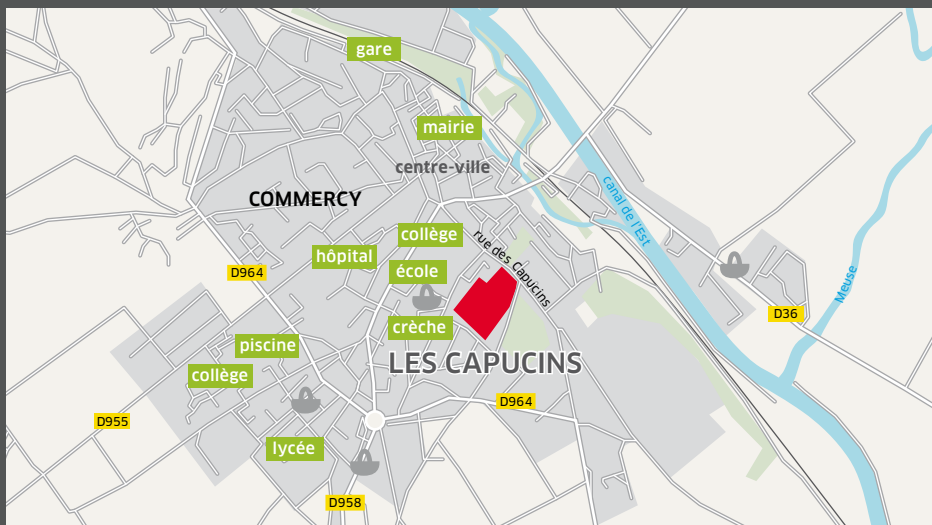 gare
mairie
centre-ville
COMMERCY
collège
rue des Capucins
canal de l'Est
hôpital
école
D964
Meuse
D36
crèche
piscine
LES CAPUCINS
collège
D964
D955
lycée
D958